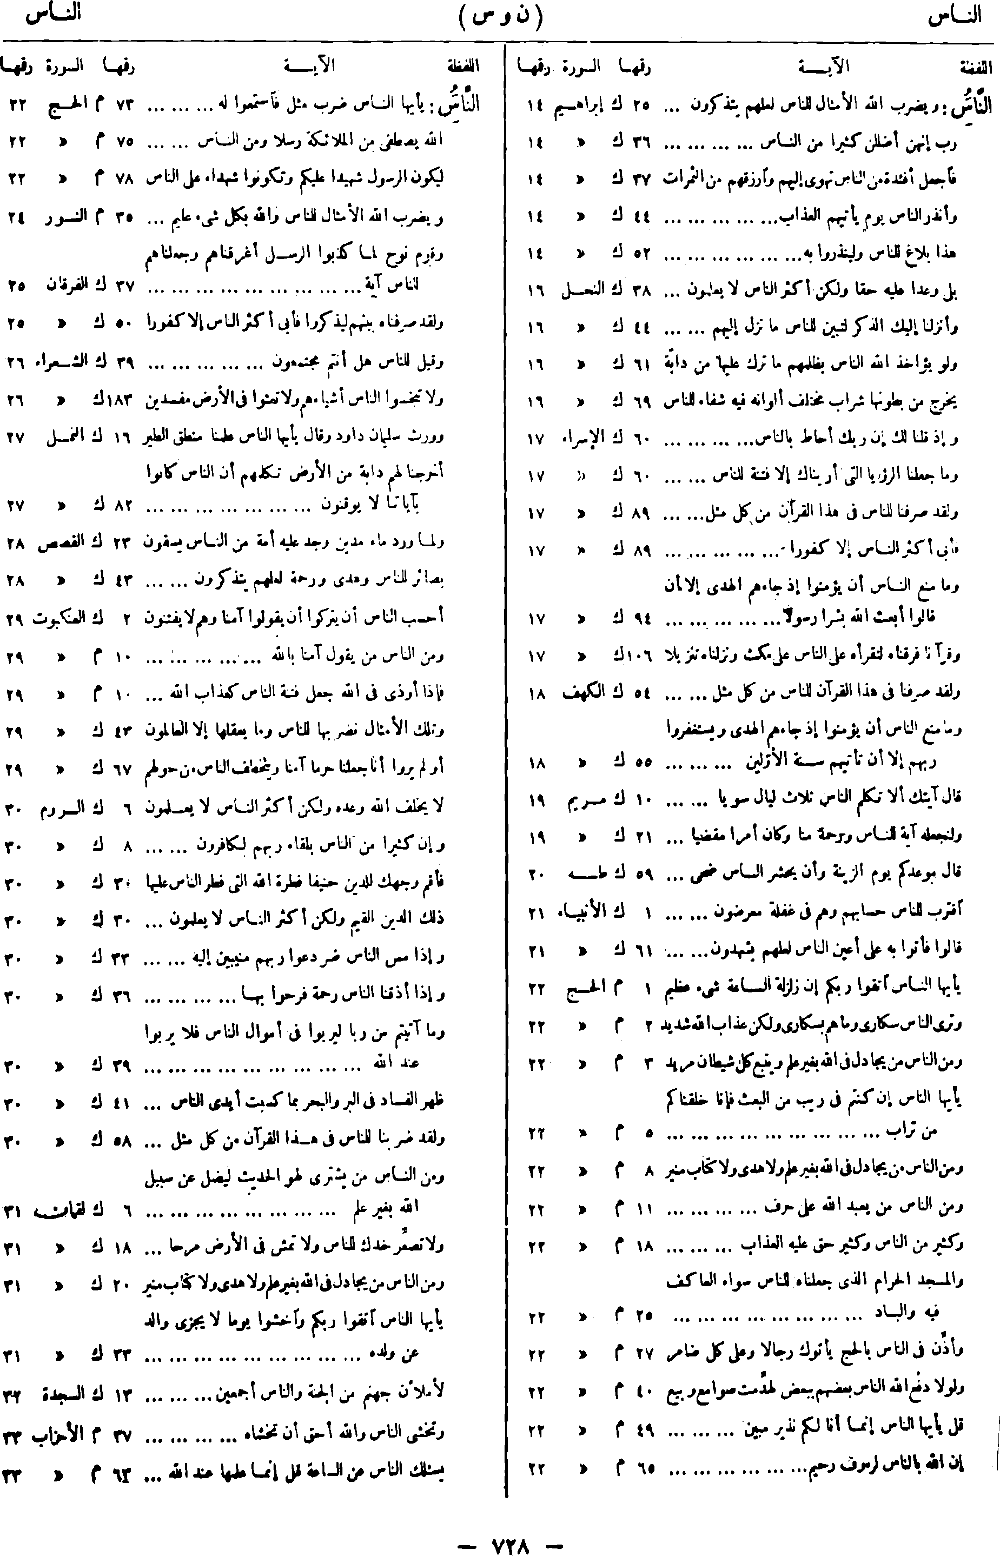 الناس (ن و س) الناس
اللفظة الآيـــة رقمها السورة رقمها
النَّاسُ : ويضرب الله الأمثال للناس لعلهم يتذكرون ... ٢٥ ك إبراهيم ١٤
رب إنهن أضللن كثيرا من الناس ... ... ... ... ٣٦ ك » ١٤
فاجعل أفئدة من الناس تهوى إليهم وارزقهم من الثمرات ٣٧ ك » ١٤
وأنذر الناس يوم يأتيهم العذاب... ... ... ... ... ٤٤ ك » ١٤
هذا بلاغ للناس ولينذروا به... ... ... ... ... ... ٥٢ ك » ١٤
بلى وعدا عليه حقا ولكن أكثر الناس لا يعلمون ... ٣٨ ك النحل ١٦
وأنزلنا إليك الذكر لتبين للناس ما نزل إليهم ... ... ٤٤ ك » ١٦
ولو يؤاخذ الله الناس بظلمهم ما ترك عليها من دابة ٦١ ك » ١٦
يخرج من بطونها شراب مختلف ألوانه فيه شفاء للناس ٦٩ ك » ١٦
وإذ قلنا لك إن ربك أحاط بالناس... ... ... ... ٦٠ ك الإسراء ١٧
وما جعلنا الرؤيا التى أريناك إلا فتنة للناس ... ... ٦٠ ك » ١٧
ولقد صرفنا للناس فى هذا القرآن من كل مثل... ... ٨٩ ك » ١٧
فأبى أكثر الناس إلا كفورا ... ... ... ... ... ٨٩ ك » ١٧
وما منع الناس أن يؤمنوا إذ جاءهم الهدى إلا أن
قالوا أبعث الله بشرا رسولا... ... ... ... ... ٩٤ ك » ١٧
وقرآنا فرقناه لتقرأه على الناس على مكث ونزلناه تنزيلا ١٠٦ك » ١٧
ولقد صرفنا فى هذا القرآن للناس من كل مثل ... ... ٥٤ ك الكهف ١٨
وما منع الناس أن يؤمنوا إذ جاءهم الهدى ويستغفروا
ربهم إلا أن تأتيهم سنة الأولين ... ... ... ... ٥٥ ك » ١٨
قال آيتك ألا تكلم الناس ثلاث ليال سويا ... ... ١٠ ك مريم ١٩
ولنجعله آية للناس ورحمة منا وكان أمرا مقضيا ... ٢١ ك » ١٩
قال موعدكم يوم الزينة وأن يحشر الناس ضحى ... ٥٩ ك طه ٢٠
اقترب للناس حسابهم وهم فى غفلة معرضون ... ... ١ ك الأنبياء ٢١
قالوا فأتوا به على أعين الناس لعلهم يشهدون... ... ٦١ ك » ٢١
يأيها الناس اتقوا ربكم إن زلزلة الساعة شىء عظيم ١ م الحج ٢٢
وترى الناس سكارى وما هم بسكارى ولكن عذاب الله شديد ٢ م » ٢٢
ومن الناس من يجادل فى الله بغير علم ويتبع كل شيطان مريد ٣ م » ٢٢
يأيها الناس إن كنتم فى ريب من البعث فإنا خلقناكم
من تراب ... ... ... ... ... ... ... ... ... ٥ م » ٢٢
ومن الناس من يجادل فى الله بغير علم ولا هدى ولا كتاب منير ٨ م » ٢٢
ومن الناس من يعبد الله على حرف ... ... ... ... ١١ م » ٢٢
وكثير من الناس وكثير حق عليه العذاب ... ... ... ١٨ م » ٢٢
والمسجد الحرام الذى جعلناه للناس سواء العاكف
فيه والباد ... ... ... ... ... ... ... ... ٢٥ م » ٢٢
وأذّن فى الناس بالحج يأتوك رجالا وعلى كل ضامر ٢٧ م » ٢٢
ولولا دفع الله الناس بعضهم ببعض لهدّمت صوامع وبيع ٤٠ م » ٢٢
قل يأيها الناس إنما أنا لكم نذير مبين ... ... ... ٤٩ م » ٢٢
إن الله بالناس لرءوف رحيم... ... ... ... ... ... ٦٥ م » ٢٢
اللفظة الآيـــة رقمها السورة رقمها
النَّاسُ : يأيها الناس ضرب مثل فاستمعوا له ... ... ... ٧٣ م الحج ٢٢
الله يصطفى من الملائكة رسلا ومن الناس ... ... ٧٥ م » ٢٢
ليكون الرسول شهيدا عليكم وتكونوا شهداء على الناس ٧٨ م » ٢٢
ويضرب الله الأمثال للناس والله بكل شىء عليم ... ٣٥ م النور ٢٤
وقوم نوح لما كذبوا الرسل أغرقناهم وجعلناهم
للناس آية... ... ... ... ... ... ... ... ... ٣٧ ك الفرقان ٢٥
ولقد صرفناه بينهم ليذكروا فأبى أكثر الناس إلا كفورا ٥٠ ك » ٢٥
وقيل للناس هل أنتم مجتمعون ... ... ... ... ... ٣٩ ك الشعراء ٢٦
ولا تبخسوا الناس أشياءهم ولا تعثوا فى الأرض مفسدين ١٨٣ك » ٢٦
وورث سليمان داود وقال يأيها الناس علمنا منطق الطير ١٦ ك النمل ٢٧
أخرجنا لهم دابة من الأرض تكلمهم أن الناس كانوا
بآياتنا لا يوقنون ... ... ... ... ... ... ... ٨٢ ك » ٢٧
ولما ورد ماء مدين وجد عليه أمة من الناس يسقون ٢٣ ك القصص ٢٨
بصائر للناس وهدى ورحمة لعلهم يتذكرون ... ... ٤٣ ك » ٢٨
أحسب الناس أن يتركوا أن يقولوا آمنا وهم لا يفتنون ٢ ك العنكبوت ٢٩
ومن الناس من يقول آمنا بالله ... ... ... ... ... ١٠ م » ٢٩
فإذا أوذى فى الله جعل فتنة الناس كعذاب الله ... ... ١٠ م » ٢٩
وتلك الأمثال نضربها للناس وما يعقلها إلا العالمون ٤٣ ك » ٢٩
أولم يروا أنا جعلنا حرما آمنا ويتخطف الناس من حولهم ٦٧ ك » ٢٩
لا يخلف الله وعده ولكن أكثر الناس لا يعلمون ٦ ك الروم ٣٠
وإن كثيرا من الناس بلقاء ربهم لكافرون ... ... ٨ ك » ٣٠
فأقم وجهك للدين حنيفا فطرة الله التى فطر الناس عليها ٣٠ ك » ٣٠
ذلك الدين القيم ولكن أكثر الناس لا يعلمون ... ... ٣٠ ك » ٣٠
وإذا مس الناس ضر دعوا ربهم منيبين إليه ... ... ٣٣ ك » ٣٠
وإذا أذقنا الناس رحمة فرحوا بها... ... ... ... ٣٦ ك » ٣٠
وما آتيتم من ربا ليربوا فى أموال الناس فلا يربوا
عند الله ... ... ... ... ... ... ... ... ... ٣٩ ك » ٣٠
ظهر الفساد فى البر والبحر بما كسبت أيدى الناس ... ٤١ ك » ٣٠
ولقد ضربنا للناس فى هذا القرآن من كل مثل ... ٥٨ ك » ٣٠
ومن الناس من يشترى لهو الحديث ليضل عن سبيل
الله بغير علم ... ... ... ... ... ... ... ... ٦ ك لقمان ٣١
ولا تصعّر خدك للناس ولا تمش فى الأرض مرحا ... ١٨ ك » ٣١
ومن الناس من يجادل فى الله بغير علم ولا هدى ولا كتاب منير ٢٠ ك » ٣١
يأيها الناس اتقوا ربكم واخشوا يوما لا يجزى والد
عن ولده ... ... ... ... ... ... ... ... ... ٣٣ ك » ٣١
لأملأن جهنم من الجنة والناس أجمعين... ... ... ١٣ ك السجدة ٣٢
وتخشى الناس والله أحق أن تخشاه ... ... ... ... ٣٧ م الأحزاب ٣٣
يسئلك الناس عن الساعة قل إنما علمها عند الله ... ٦٣ م » ٣٣
— ٧٢٨ —